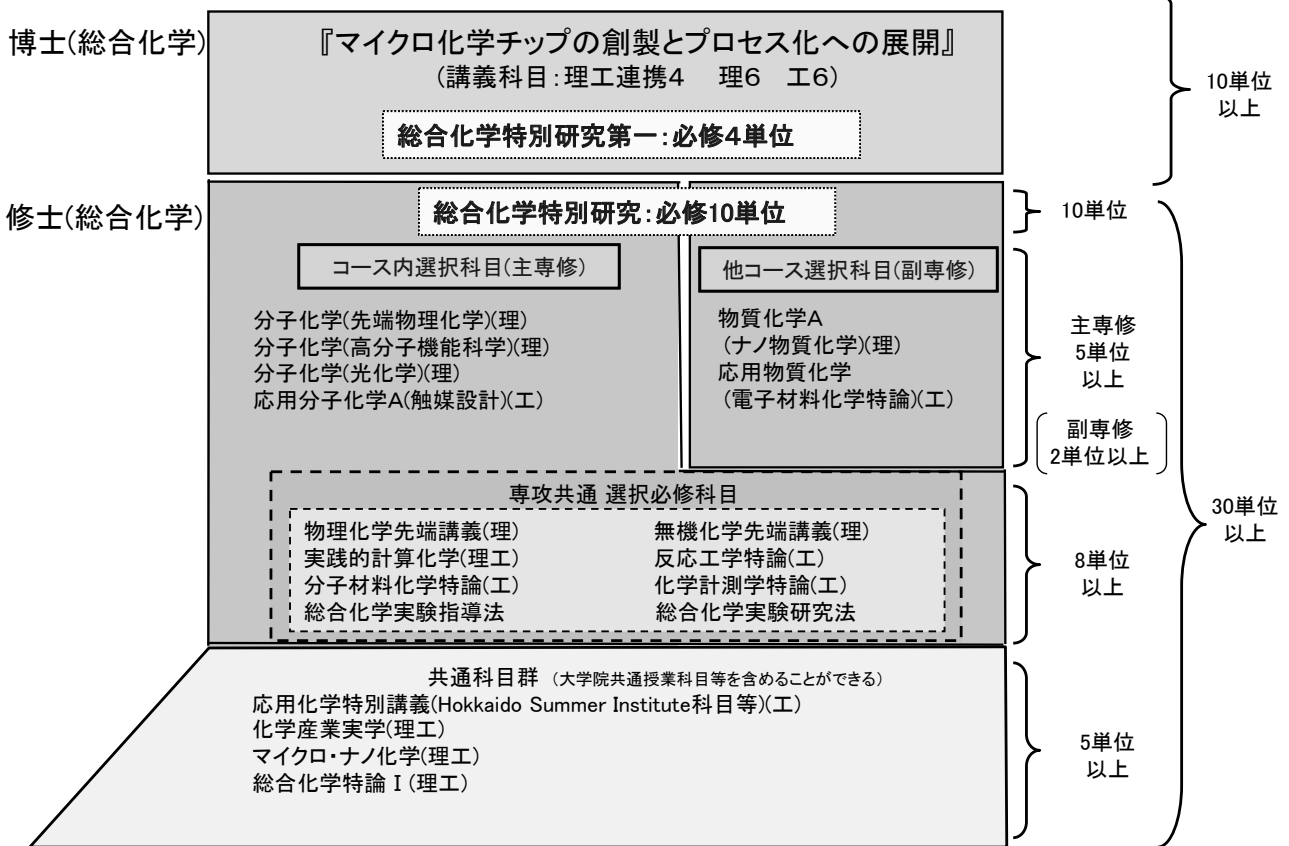 博士(総合化学)
『マイクロ化学チップの創製とプロセス化への展開』
(講義科目:理工連携4　理6　工6)
総合化学特別研究第一:必修4単位
10単位
以上
修士(総合化学)
総合化学特別研究:必修10単位
10単位
コース内選択科目(主専修)
分子化学(先端物理化学)(理)
分子化学(高分子機能科学)(理)
分子化学(光化学)(理)
応用分子化学A(触媒設計)(工)
他コース選択科目(副専修)
物質化学A
(ナノ物質化学)(理)
応用物質化学
(電子材料化学特論)(工)
主専修
5単位
以上
副専修
2単位以上
専攻共通 選択必修科目
物理化学先端講義(理)
実践的計算化学(理工)
分子材料化学特論(工)
総合化学実験指導法
無機化学先端講義(理)
反応工学特論(工)
化学計測学特論(工)
総合化学実験研究法
8単位
以上
30単位
以上
共通科目群 (大学院共通授業科目等を含めることができる)
応用化学特別講義(Hokkaido Summer Institute科目等)(工)
化学産業実学(理工)
マイクロ・ナノ化学(理工)
総合化学特論Ⅰ(理工)
5単位
以上